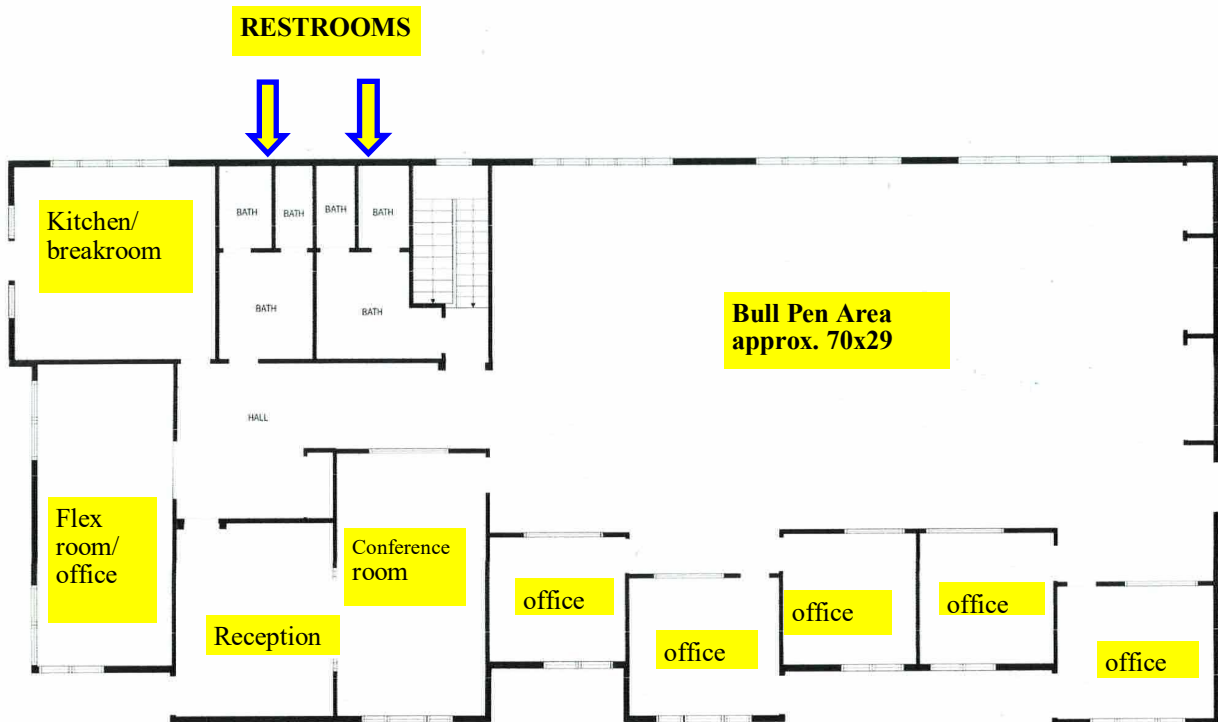 RESTROOMS
Kitchen/
breakroom
BATH
BATH
BATH
BATH
BATH
BATH
Bull Pen Area
approx. 70x29
HALL
Flex
room/
office
Conference
room
Reception
office
office
office
office
office